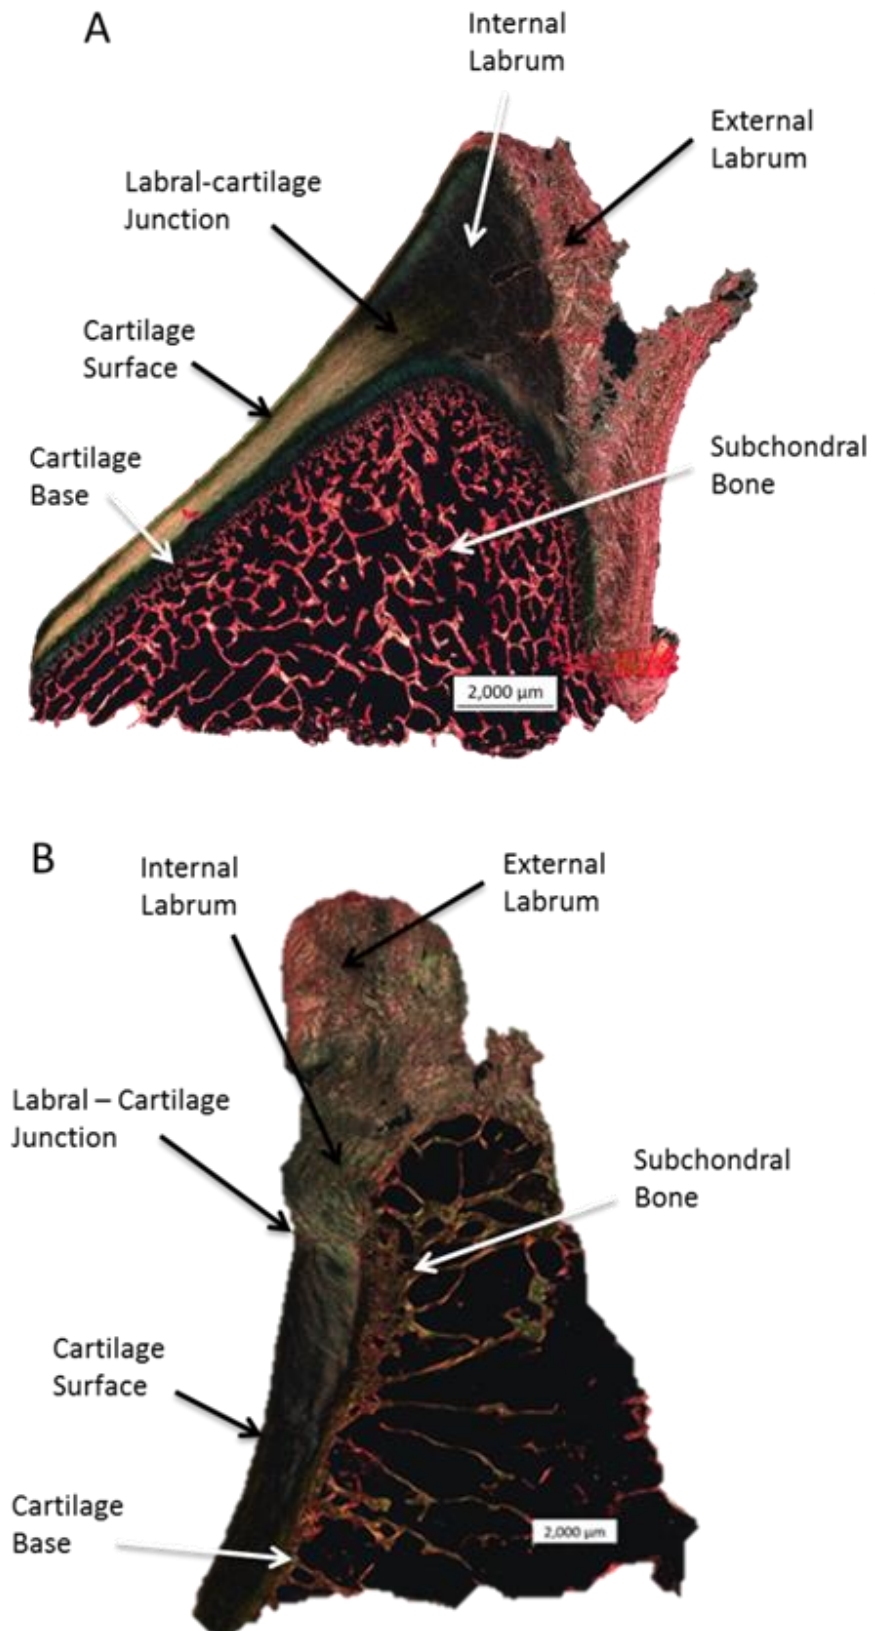 A
Internal
Labrum
External
Labrum
Labral-cartilage
Junction
Cartilage
Surface
Cartilage
Base
Subchondral
Bone
2,000 µm
B
Internal
Labrum
External
Labrum
Labral – Cartilage
Junction
Subchondral
Bone
Cartilage
Surface
Cartilage
Base
2,000 µm